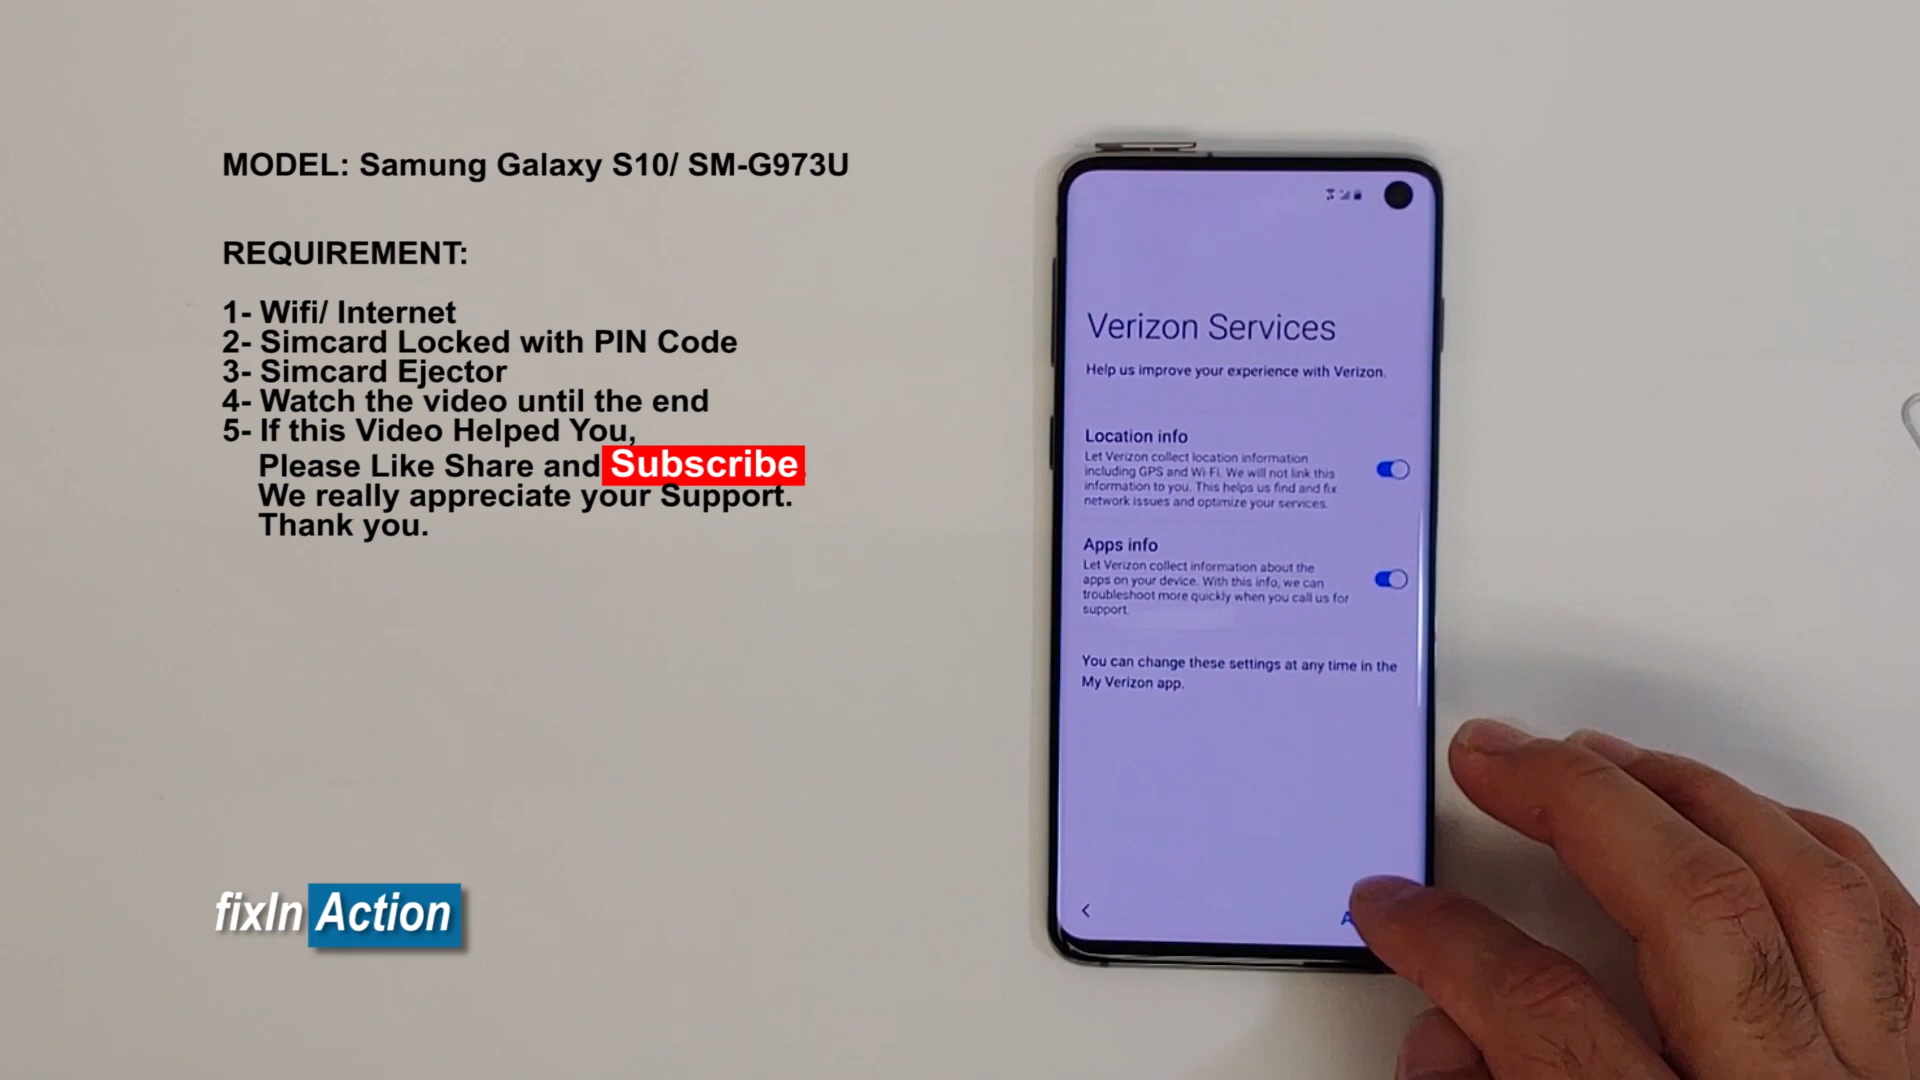 MODEL: Samung Galaxy S10/ SM-G973U
REQUIREMENT:
1- Wifi/ Internet
2- Simcard Locked with PIN Code
3- Simcard Ejector
4- Watch the video until the end
5- If this Video Helped You,
Please Like Share and Subscribe.
We really appreciate your Support.
Thank you.
fixIn Action
Verizon Services
Help us improve your experience with Verizon.
Location info
Let Verizon collect location information
including GPS and Wi-Fi. We will not link this
information to you. This helps us find and fix
network issues and optimize your services.
Apps info
Let Verizon collect information about the
apps on your device. With this info, we can
troubleshoot more quickly when you call us for
support.
You can change these settings at any time in the
My Verizon app.